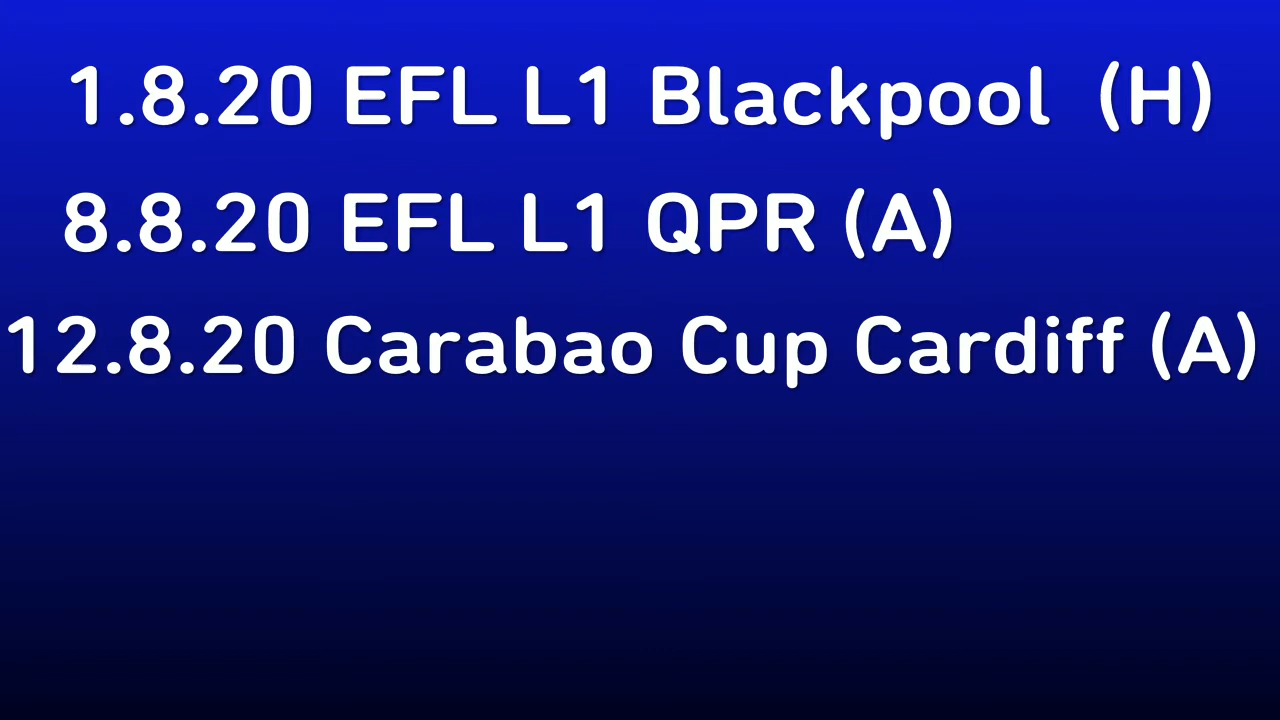 1.8.20 EFL L1 Blackpool (H)
8.8.20 EFL L1 QPR (A)
12.8.20 Carabao Cup Cardiff (A)